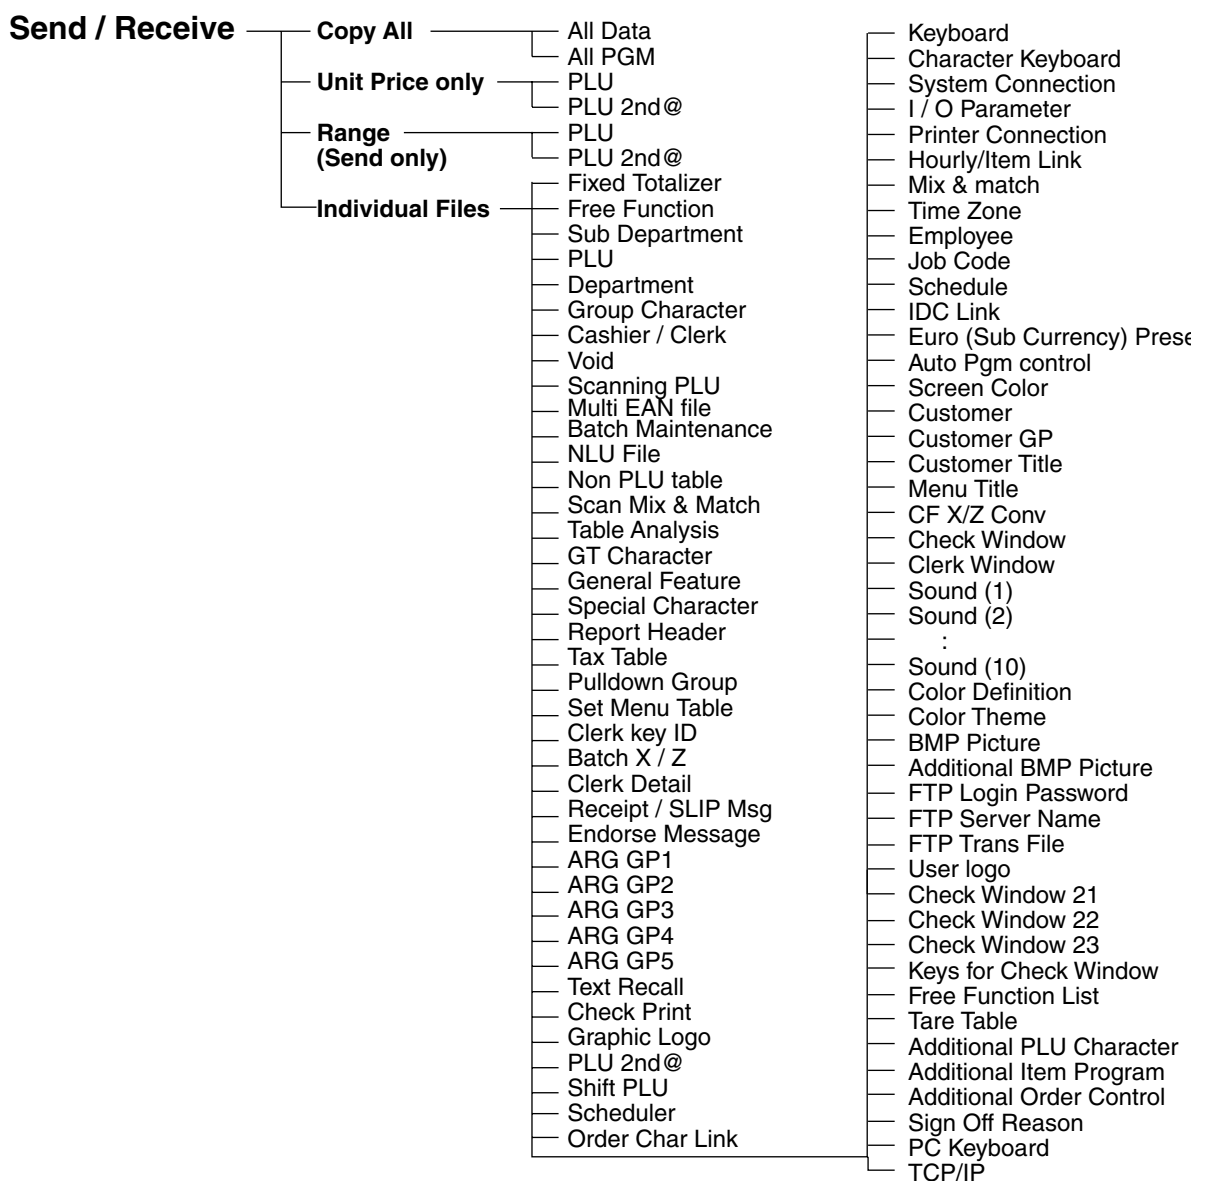 Send / Receive
Copy All
All Data
All PGM
Unit Price only
PLU
PLU 2nd@
Range
(Send only)
PLU
PLU 2nd@
Individual Files
Fixed Totalizer
Free Function
Sub Department
PLU
Department
Group Character
Cashier / Clerk
Void
Scanning PLU
Multi EAN file
Batch Maintenance
NLU File
Non PLU table
Scan Mix & Match
Table Analysis
GT Character
General Feature
Special Character
Report Header
Tax Table
Pulldown Group
Set Menu Table
Clerk key ID
Batch X / Z
Clerk Detail
Receipt / SLIP Msg
Endorse Message
ARG GP1
ARG GP2
ARG GP3
ARG GP4
ARG GP5
Text Recall
Check Print
Graphic Logo
PLU 2nd@
Shift PLU
Scheduler
Order Char Link
Keyboard
Character Keyboard
System Connection
I / O Parameter
Printer Connection
Hourly/Item Link
Mix & match
Time Zone
Employee
Job Code
Schedule
IDC Link
Euro (Sub Currency)
Auto Pgm control
Screen Color
Customer
Customer GP
Customer Title
Menu Title
CF X/Z Conv
Check Window
Clerk Window
Sound (1)
Sound (2)
:
Sound (10)
Color Definition
Color Theme
BMP Picture
Additional BMP Picture
FTP Login Password
FTP Server Name
FTP Trans File
User logo
Check Window 21
Check Window 22
Check Window 23
Keys for Check Window
Free Function List
Tare Table
Additional PLU Character
Additional Item Program
Additional Order Control
Sign Off Reason
PC Keyboard
TCP/IP